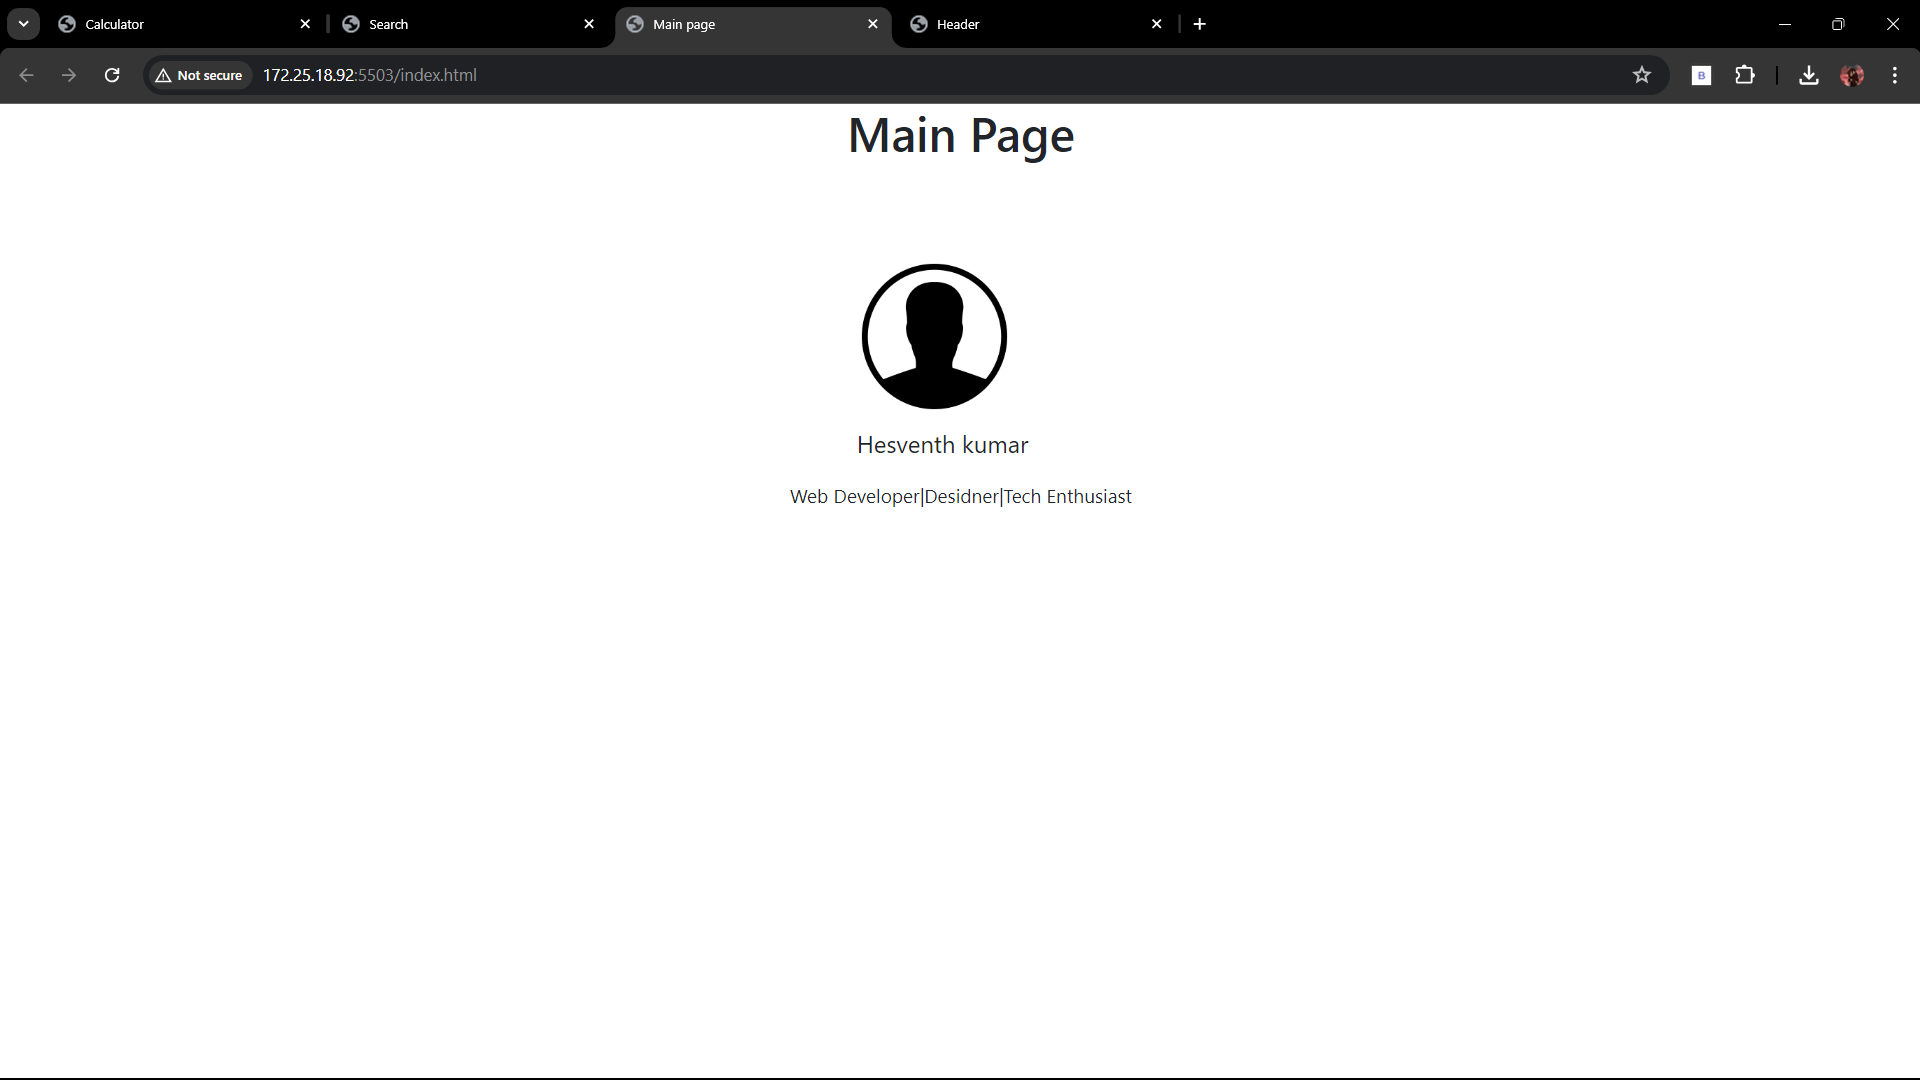 Calculator
Search
Main page
Header
Not secure
172.25.18.92:5503/index.html
B
Main Page
Hesventh kumar
Web Developer|Desidner|Tech Enthusiast